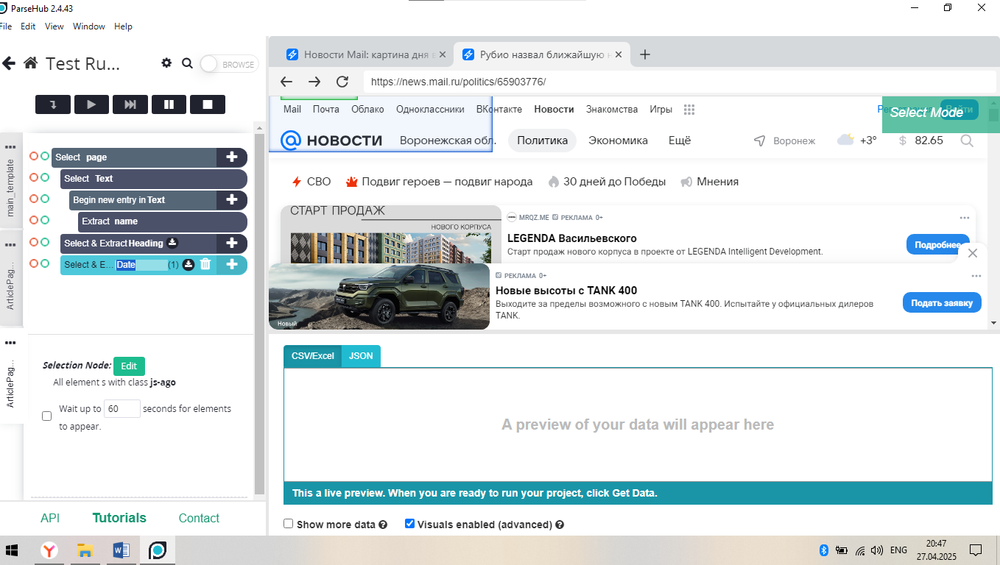 ParseHub 2.4.43
File Edit View Window Help
Test Ru...
BROWSE
main_template
ArticlePag...
ArticlePag...
Select page
Select Text
Begin new entry in Text
Extract name
Select & Extract Heading
Select & E... Date (1)
Selection Node: Edit
All element s with class js-ago
Wait up to 60 seconds for elements
to appear.
API Tutorials Contact
Новости Mail: картина дня в
Рубио назвал ближайшую н
https://news.mail.ru/politics/65903776/
Mail Почта Облако Одноклассники ВКонтакте Новости Знакомства Игры
Select Mode
Войти
НОВОСТИ Воронежская обл. Политика Экономика Ещё Воронеж +3° $ 82.65
СВО Подвиг героев — подвиг народа 30 дней до Победы Мнения
СТАРТ ПРОДАЖ
НОВОГО КОРПУСА
MRQZ.ME РЕКЛАМА 0+
LEGENDA Васильевского
Старт продаж нового корпуса в проекте от LEGENDA Intelligent Development.
Подробнее
РЕКЛАМА 0+
Новые высоты с TANK 400
Выходите за пределы возможного с новым TANK 400. Испытайте у официальных дилеров
TANK.
Подать заявку
Новый
CSV/Excel JSON
A preview of your data will appear here
This a live preview. When you are ready to run your project, click Get Data.
Show more data Visuals enabled (advanced)
ENG
20:47
27.04.2025